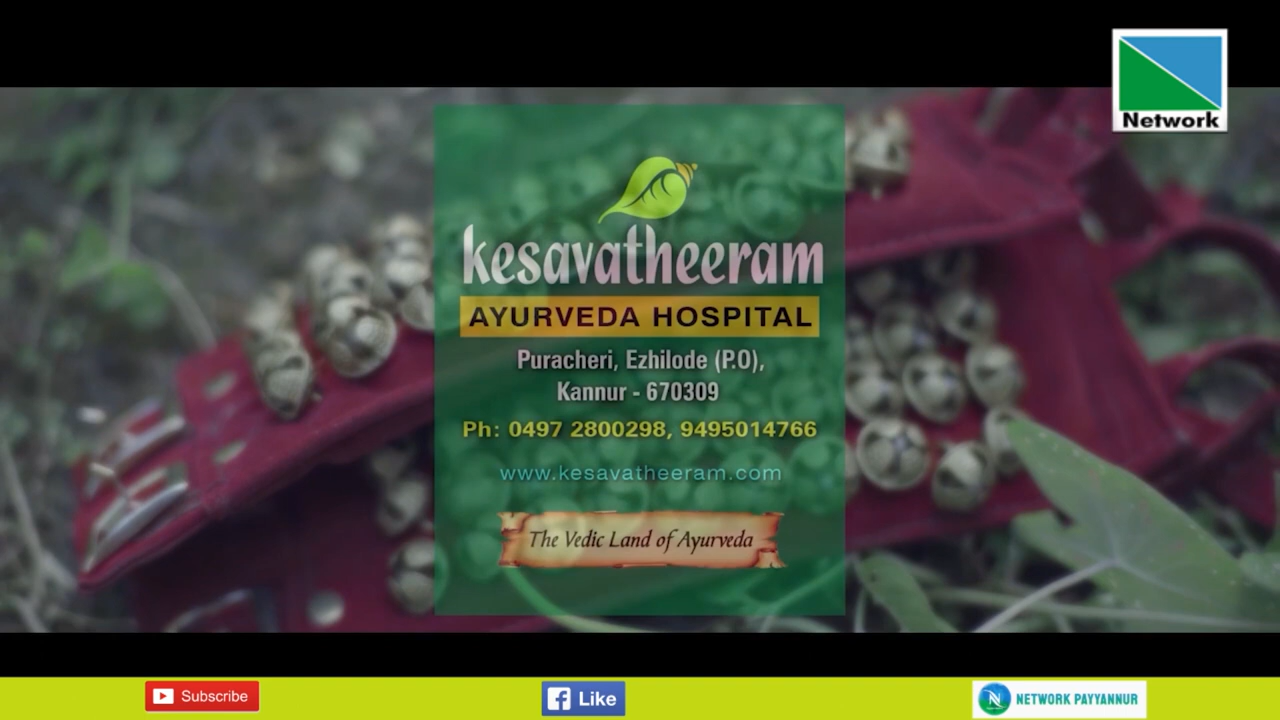 Network
kesavatheeram
AYURVEDA HOSPITAL
Puracheri, Ezhilode (P.O),
Kannur - 670309
Ph: 0497 2800298, 9495014766
www.kesavatheeram.com
The Vedic Land of Ayurveda
Subscribe
Like
N NETWORK PAYYANNUR